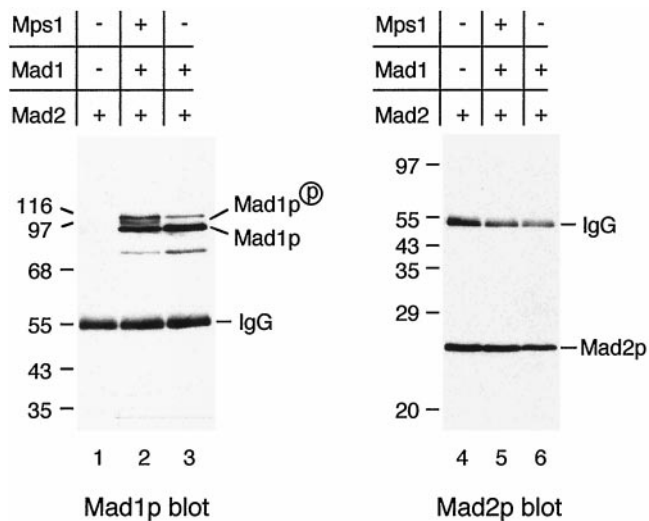 Mps1 - + -
Mad1 - + +
Mad2 + + +
116
97
68
55
43
35
Mad1p Ⓟ
Mad1p
IgG
1 2 3
Mad1p blot
Mps1 - + -
Mad1 - + +
Mad2 + + +
97
55
43
35
29
20
IgG
Mad2p
4 5 6
Mad2p blot